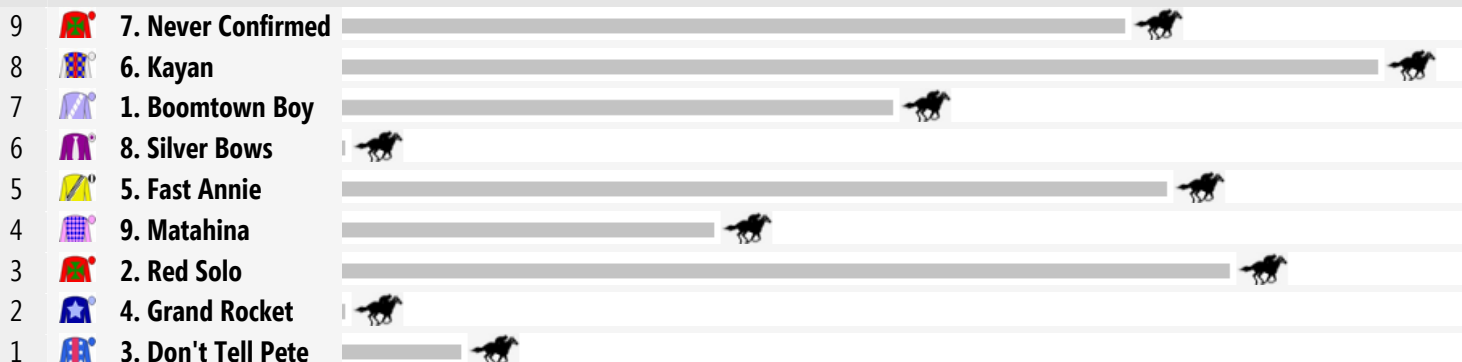 9 7. Never Confirmed
8 6. Kayan
7 1. Boomtown Boy
6 8. Silver Bows
5 5. Fast Annie
4 9. Matahina
3 2. Red Solo
2 4. Grand Rocket
1 3. Don't Tell Pete